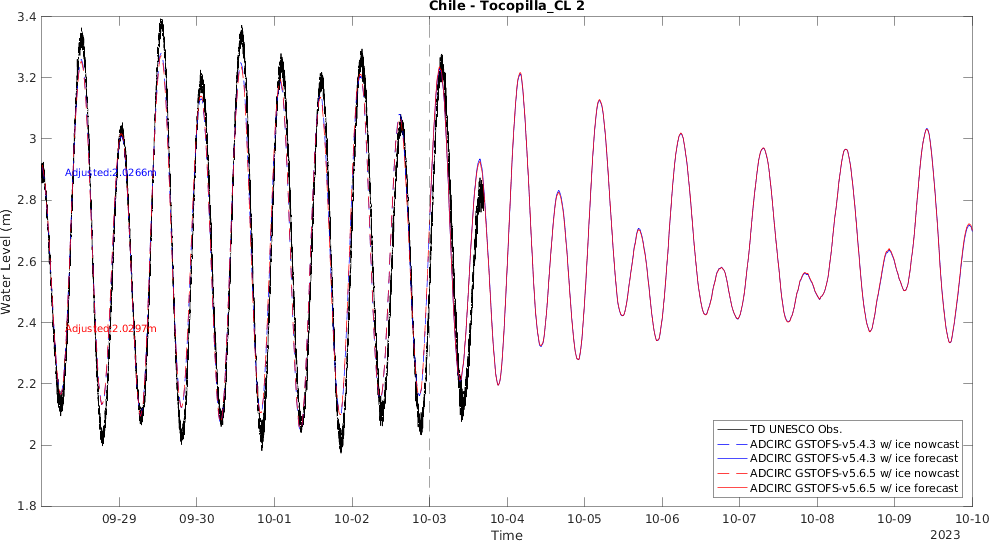 Chile - Tocopilla_CL 2
3.4
3.2
3
2.8
2.6
2.4
2.2
2
1.8
Water Level (m)
Adjusted:2.0266m
Adjusted:2.0297m
TD UNESCO Obs.
ADCIRC GSTOFS-v5.4.3 w/ ice nowcast
ADCIRC GSTOFS-v5.4.3 w/ ice forecast
ADCIRC GSTOFS-v5.6.5 w/ ice nowcast
ADCIRC GSTOFS-v5.6.5 w/ ice forecast
09-29 09-30 10-01 10-02 10-03 10-04 10-05 10-06 10-07 10-08 10-09 10-10
Time
2023